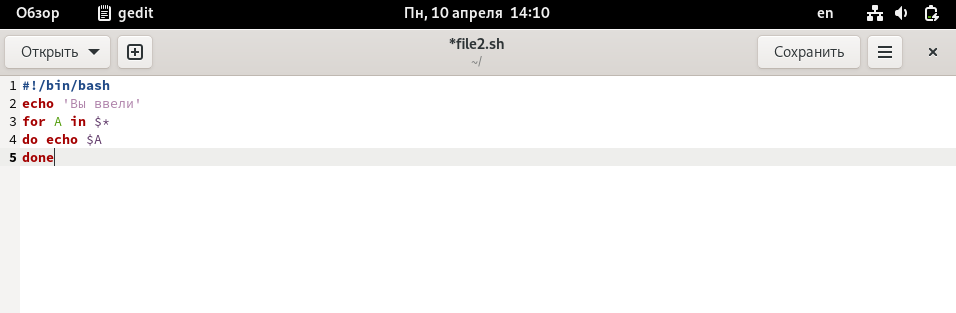 Обзор gedit Пн, 10 апреля 14:10 en
Открыть *file2.sh Сохранить
~/
1 #!/bin/bash
2 echo 'Вы ввели'
3 for A in $*
4 do echo $A
5 done